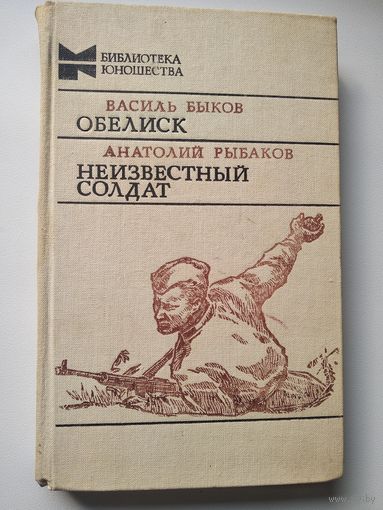 БИБЛИОТЕКА
ЮНОШЕСТВА
ВАСИЛЬ БЫКОВ
ОБЕЛИСК
АНАТОЛИЙ РЫБАКОВ
НЕИЗВЕСТНЫЙ
СОЛДАТ